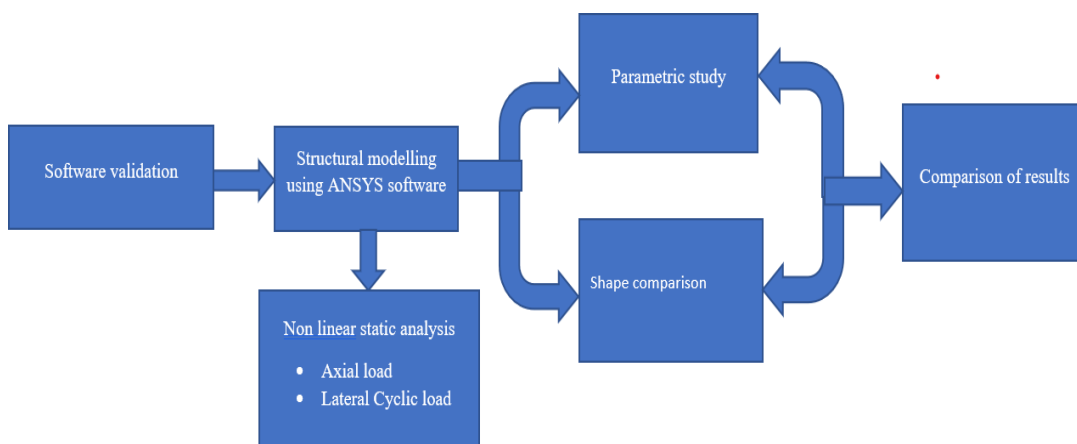 Software validation
Structural modelling
using ANSYS software
Non linear static analysis
• Axial load
• Lateral Cyclic load
Parametric study
Shape comparison
Comparison of results